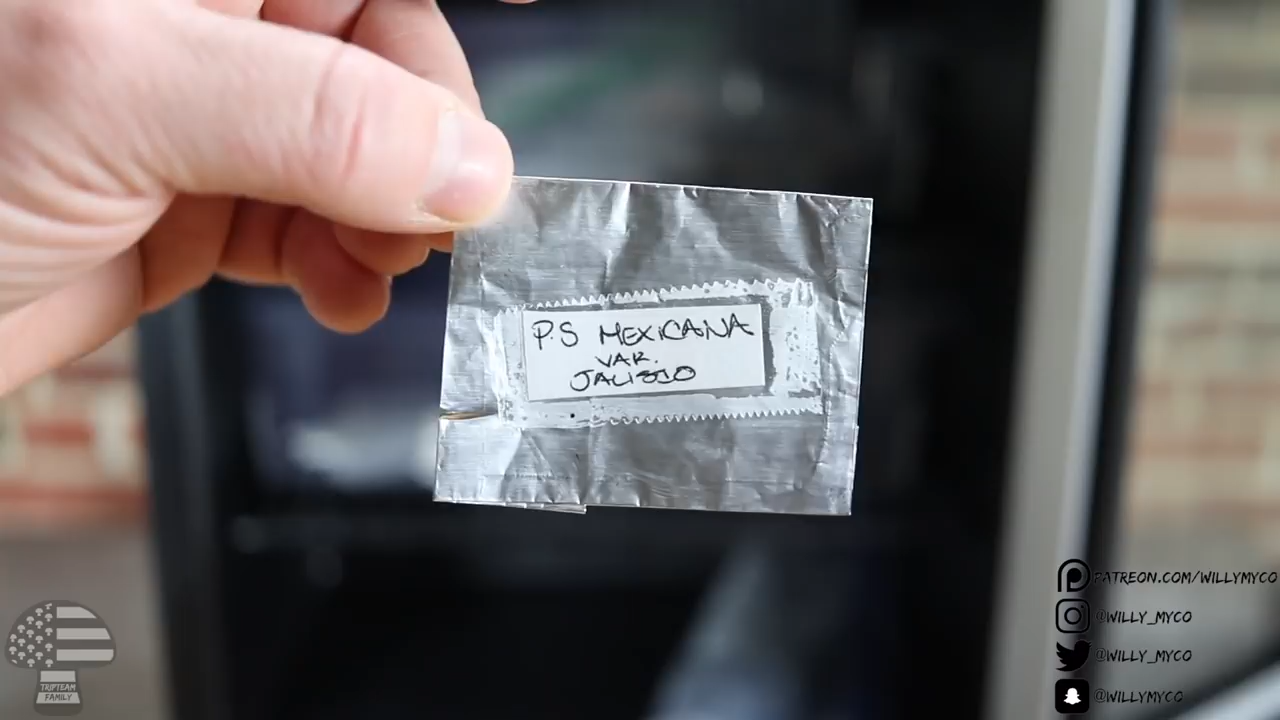 P.S MEXICANA
VAR.
JALISCO
PATREON.COM/WILLYMYCO
@WILLY_MYCO
@WILLY_MYCO
@WILLYMYCO
TRIPTEAM
FAMILY